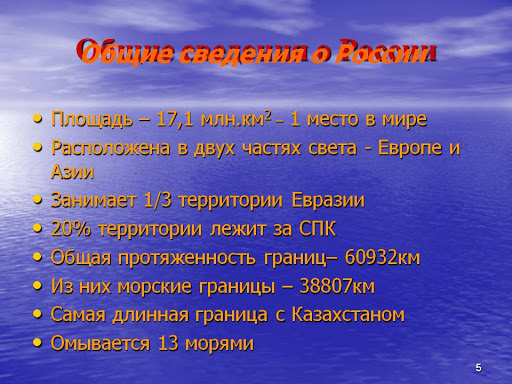 Общие сведения о России
• Площадь – 17,1 млн.км² – 1 место в мире
• Расположена в двух частях света - Европе и
Азии
• Занимает 1/3 территории Евразии
• 20% территории лежит за СПК
• Общая протяженность границ– 60932км
• Из них морские границы – 38807км
• Самая длинная граница с Казахстаном
• Омывается 13 морями
5